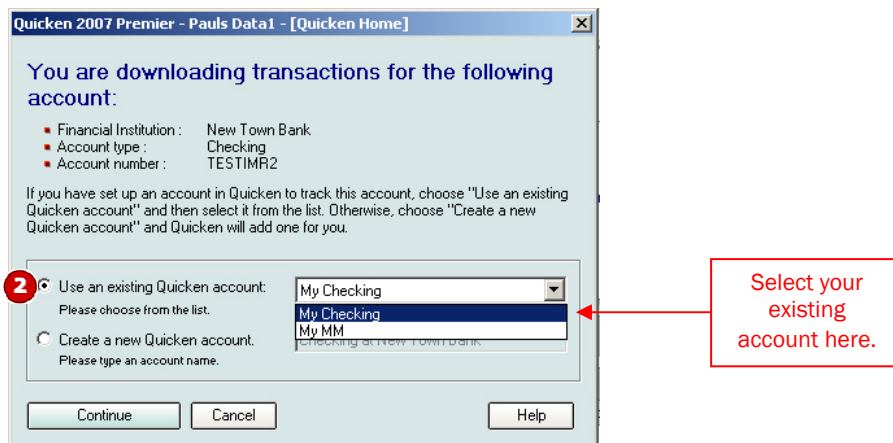 Quicken 2007 Premier - Pauls Data1 - [Quicken Home]
You are downloading transactions for the following
account:
Financial Institution : New Town Bank
Account type : Checking
Account number : TESTIMR2
If you have set up an account in Quicken to track this account, choose "Use an existing
Quicken account" and then select it from the list. Otherwise, choose "Create a new
Quicken account" and Quicken will add one for you.
2 Use an existing Quicken account: My Checking
Please choose from the list.
My Checking
My MM
Create a new Quicken account. Checking at New Town Bank
Please type an account name.
Continue Cancel Help
Select your
existing
account here.